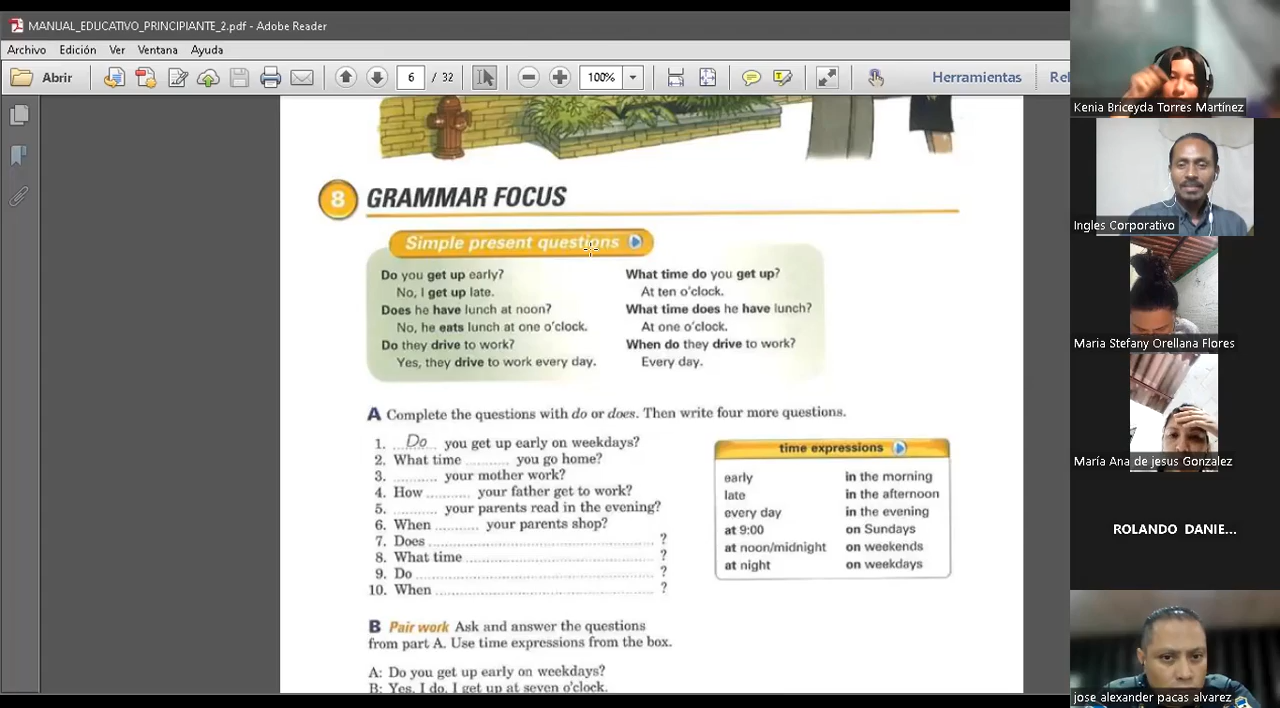 MANUAL_EDUCATIVO_PRINCIPIANTE_2.pdf - Adobe Reader
Archivo Edición Ver Ventana Ayuda
Abrir 6 / 32 100% Herramientas Rel
8 GRAMMAR FOCUS
Simple present questions
Do you get up early?
No, I get up late.
Does he have lunch at noon?
No, he eats lunch at one o'clock.
Do they drive to work?
Yes, they drive to work every day.
What time do you get up?
At ten o'clock.
What time does he have lunch?
At one o'clock.
When do they drive to work?
Every day.
A Complete the questions with do or does. Then write four more questions.
1. Do you get up early on weekdays?
2. What time ........ you go home?
3. ........ your mother work?
4. How ........ your father get to work?
5. ........ your parents read in the evening?
6. When ........ your parents shop?
7. Does ........ ?
8. What time ........ ?
9. Do ........ ?
10. When ........ ?
time expressions
early in the morning
late in the afternoon
every day in the evening
at 9:00 on Sundays
at noon/midnight on weekends
at night on weekdays
B Pair work Ask and answer the questions
from part A. Use time expressions from the box.
A: Do you get up early on weekdays?
B: Yes, I do. I get up at seven o'clock.
Kenia Briceyda Torres Martínez
Ingles Corporativo
Maria Stefany Orellana Flores
María Ana de jesus Gonzalez
ROLANDO DANIE...
jose alexander pacas alvarez